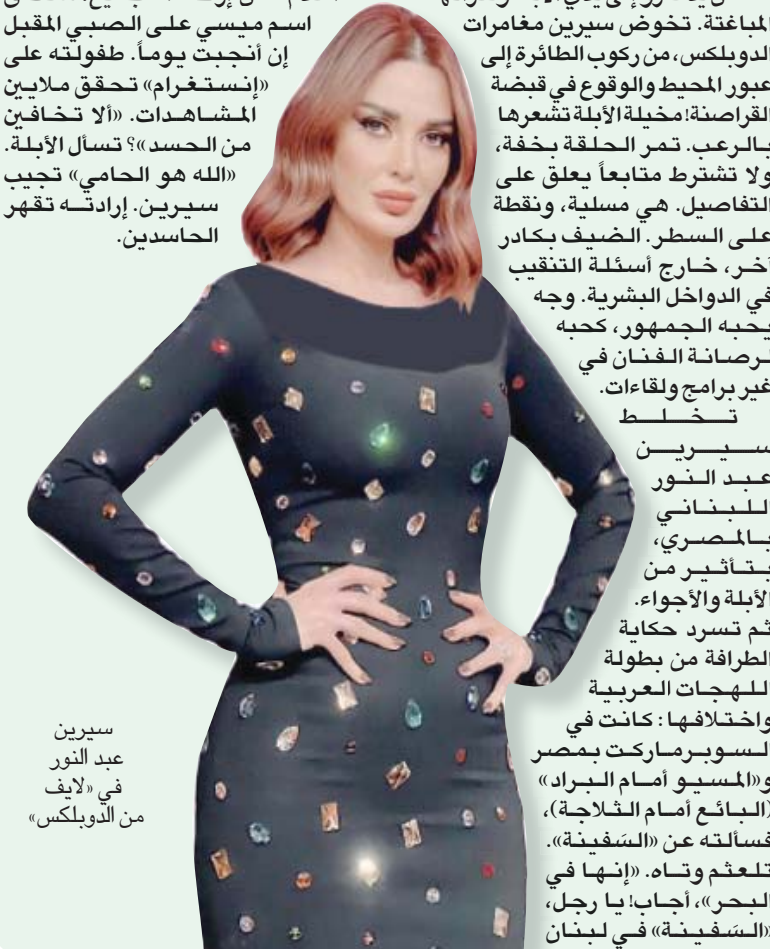 المباغتة. تخوض سيرين مغامرات
الدوبلكس، من ركوب الطائرة إلى
عبور المحيط والوقوع في قبضة
القراصنة! مخيلة الأبلة تشعرها
بالرعب. تمر الحلقة بخفة،
ولا تشترط متابعاً يعلق على
التفاصيل. هي مسلية، ونقطة
على السطر. الضيف بكادر
آخر، خارج أسئلة التنقيب
في الدواخل البشرية. وجه
يحبه الجمهور، كحبه
لرصانة الفنان في
غير برامج ولقاءات.
تخلط
سيرين
عبد النور
اللبناني
بالمصري،
بتأثير من
الأبلة والأجواء.
ثم تسرد حكاية
الطرافة من بطولة
اللهجات العربية
واختلافها: كانت في
السوبرماركت بمصر
و«المسيو أمام البراد»
(البائع أمام الثلاجة)،
فسألته عن «السَفينة».
تلعثم وتاه. «إنها في
البحر»، أجاب! يا رجل،
«السَفينة» في لبنان
اسم ميسي على الصبي المقبل
إن أنجبت يوماً. طفولته على
«إنستغرام» تحقق ملايين
المشاهدات. «ألا تخافين
من الحسد»؟ تسأل الأبلة.
«الله هو الحامي» تجيب
سيرين. إرادته تقهر
الحاسدين.
سيرين
عبد النور
في «لايف
من الدوبلكس»